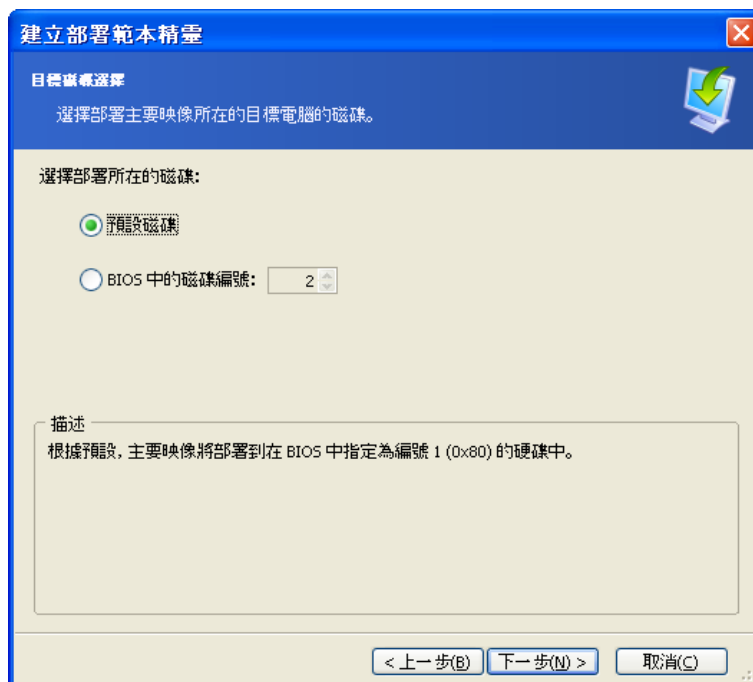 建立部署範本精靈
目標磁碟選擇
選擇部署主要映像所在的目標電腦的磁碟。
選擇部署所在的磁碟:
預設磁碟
BIOS 中的磁碟編號: 2
描述
根據預設, 主要映像將部署到在 BIOS 中指定為編號 1 (0x80) 的硬碟中。
< 上一步(B) 下一步(N) > 取消(C)